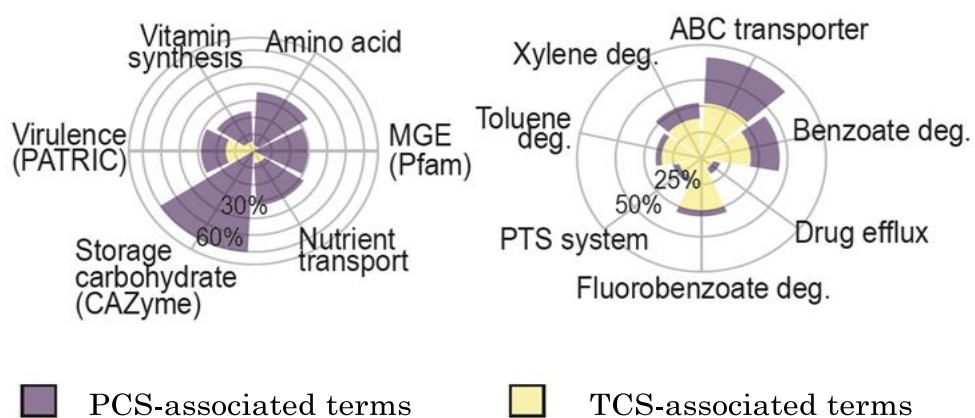 Vitamin
synthesis
Amino acid
MGE
(Pfam)
Nutrient
transport
Storage
carbohydrate
(CAZyme)
Virulence
(PATRIC)
30%
60%
ABC transporter
Xylene deg.
Toluene
deg.
Benzoate deg.
25%
50%
PTS system
Drug efflux
Fluorobenzoate deg.
PCS-associated terms
TCS-associated terms